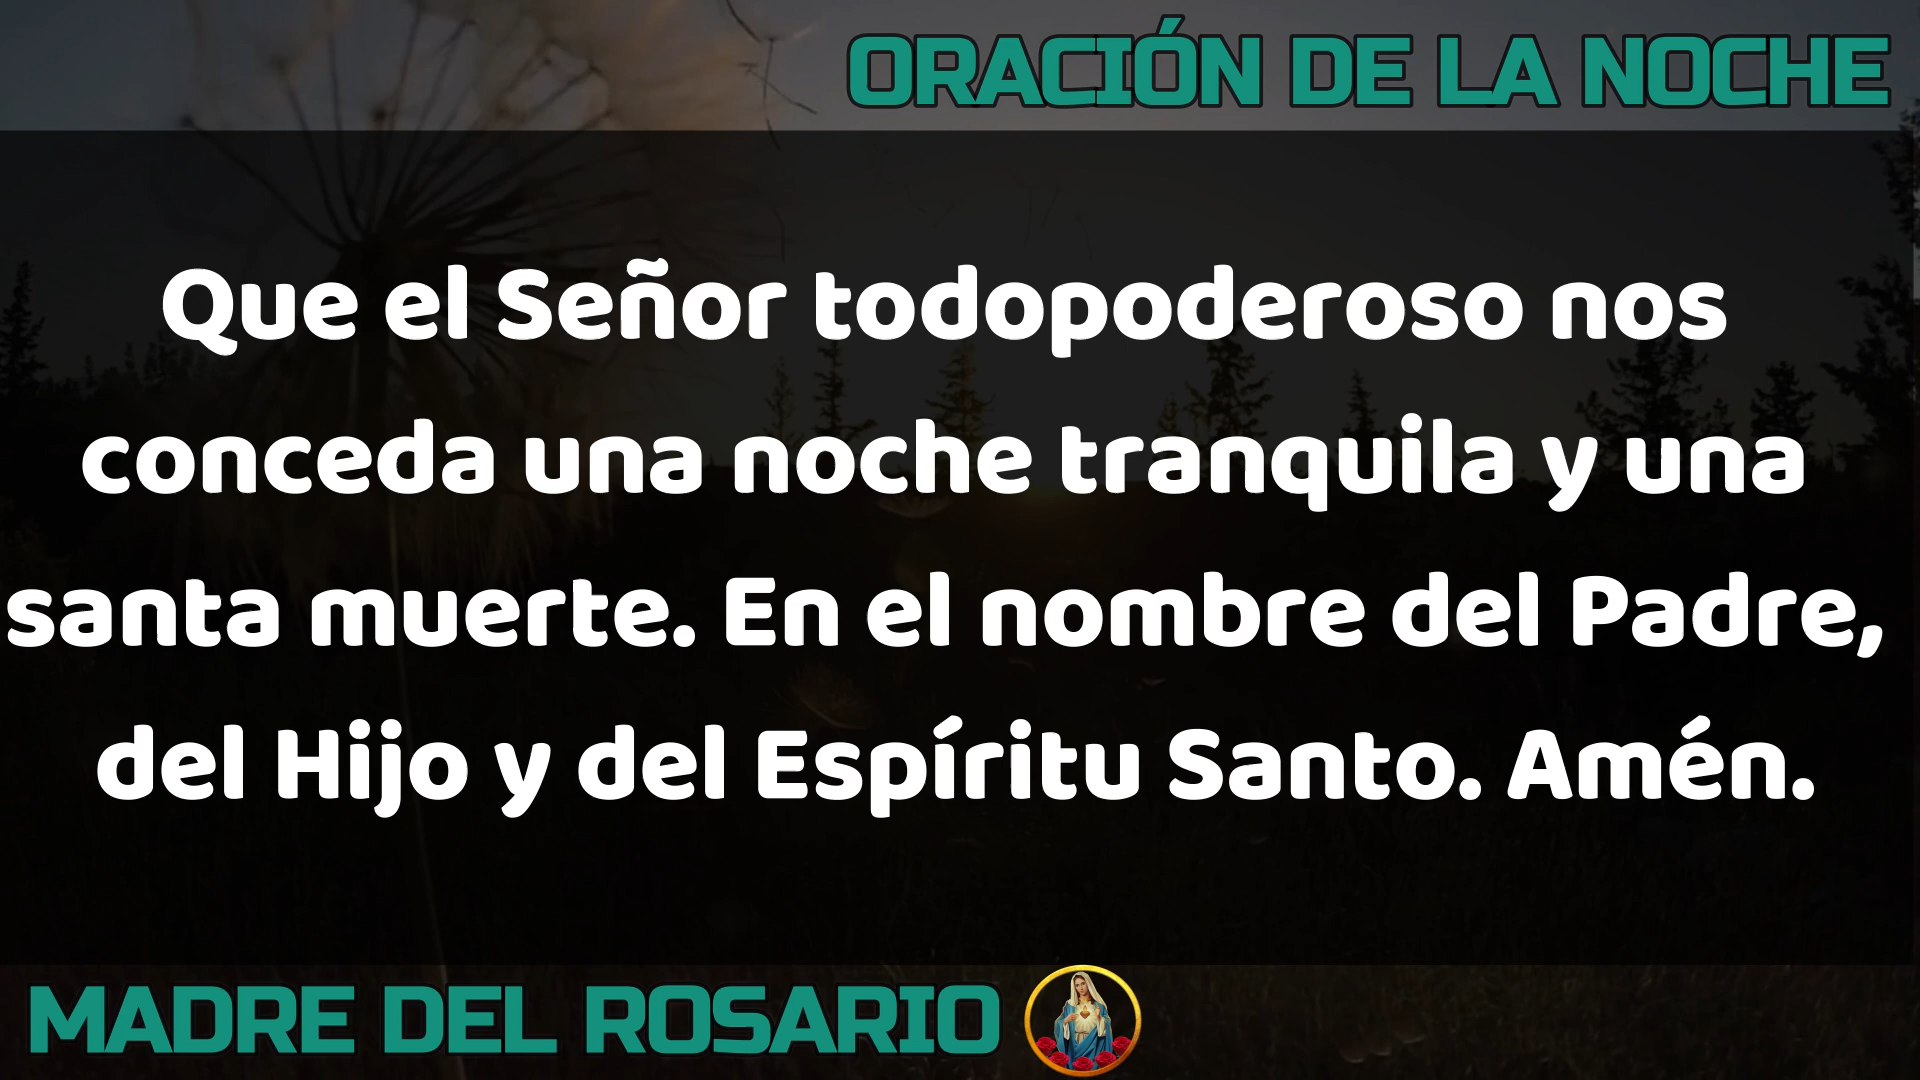 ORACIÓN DE LA NOCHE
Que el Señor todopoderoso nos
conceda una noche tranquila y una
santa muerte. En el nombre del Padre,
del Hijo y del Espíritu Santo. Amén.
MADRE DEL ROSARIO